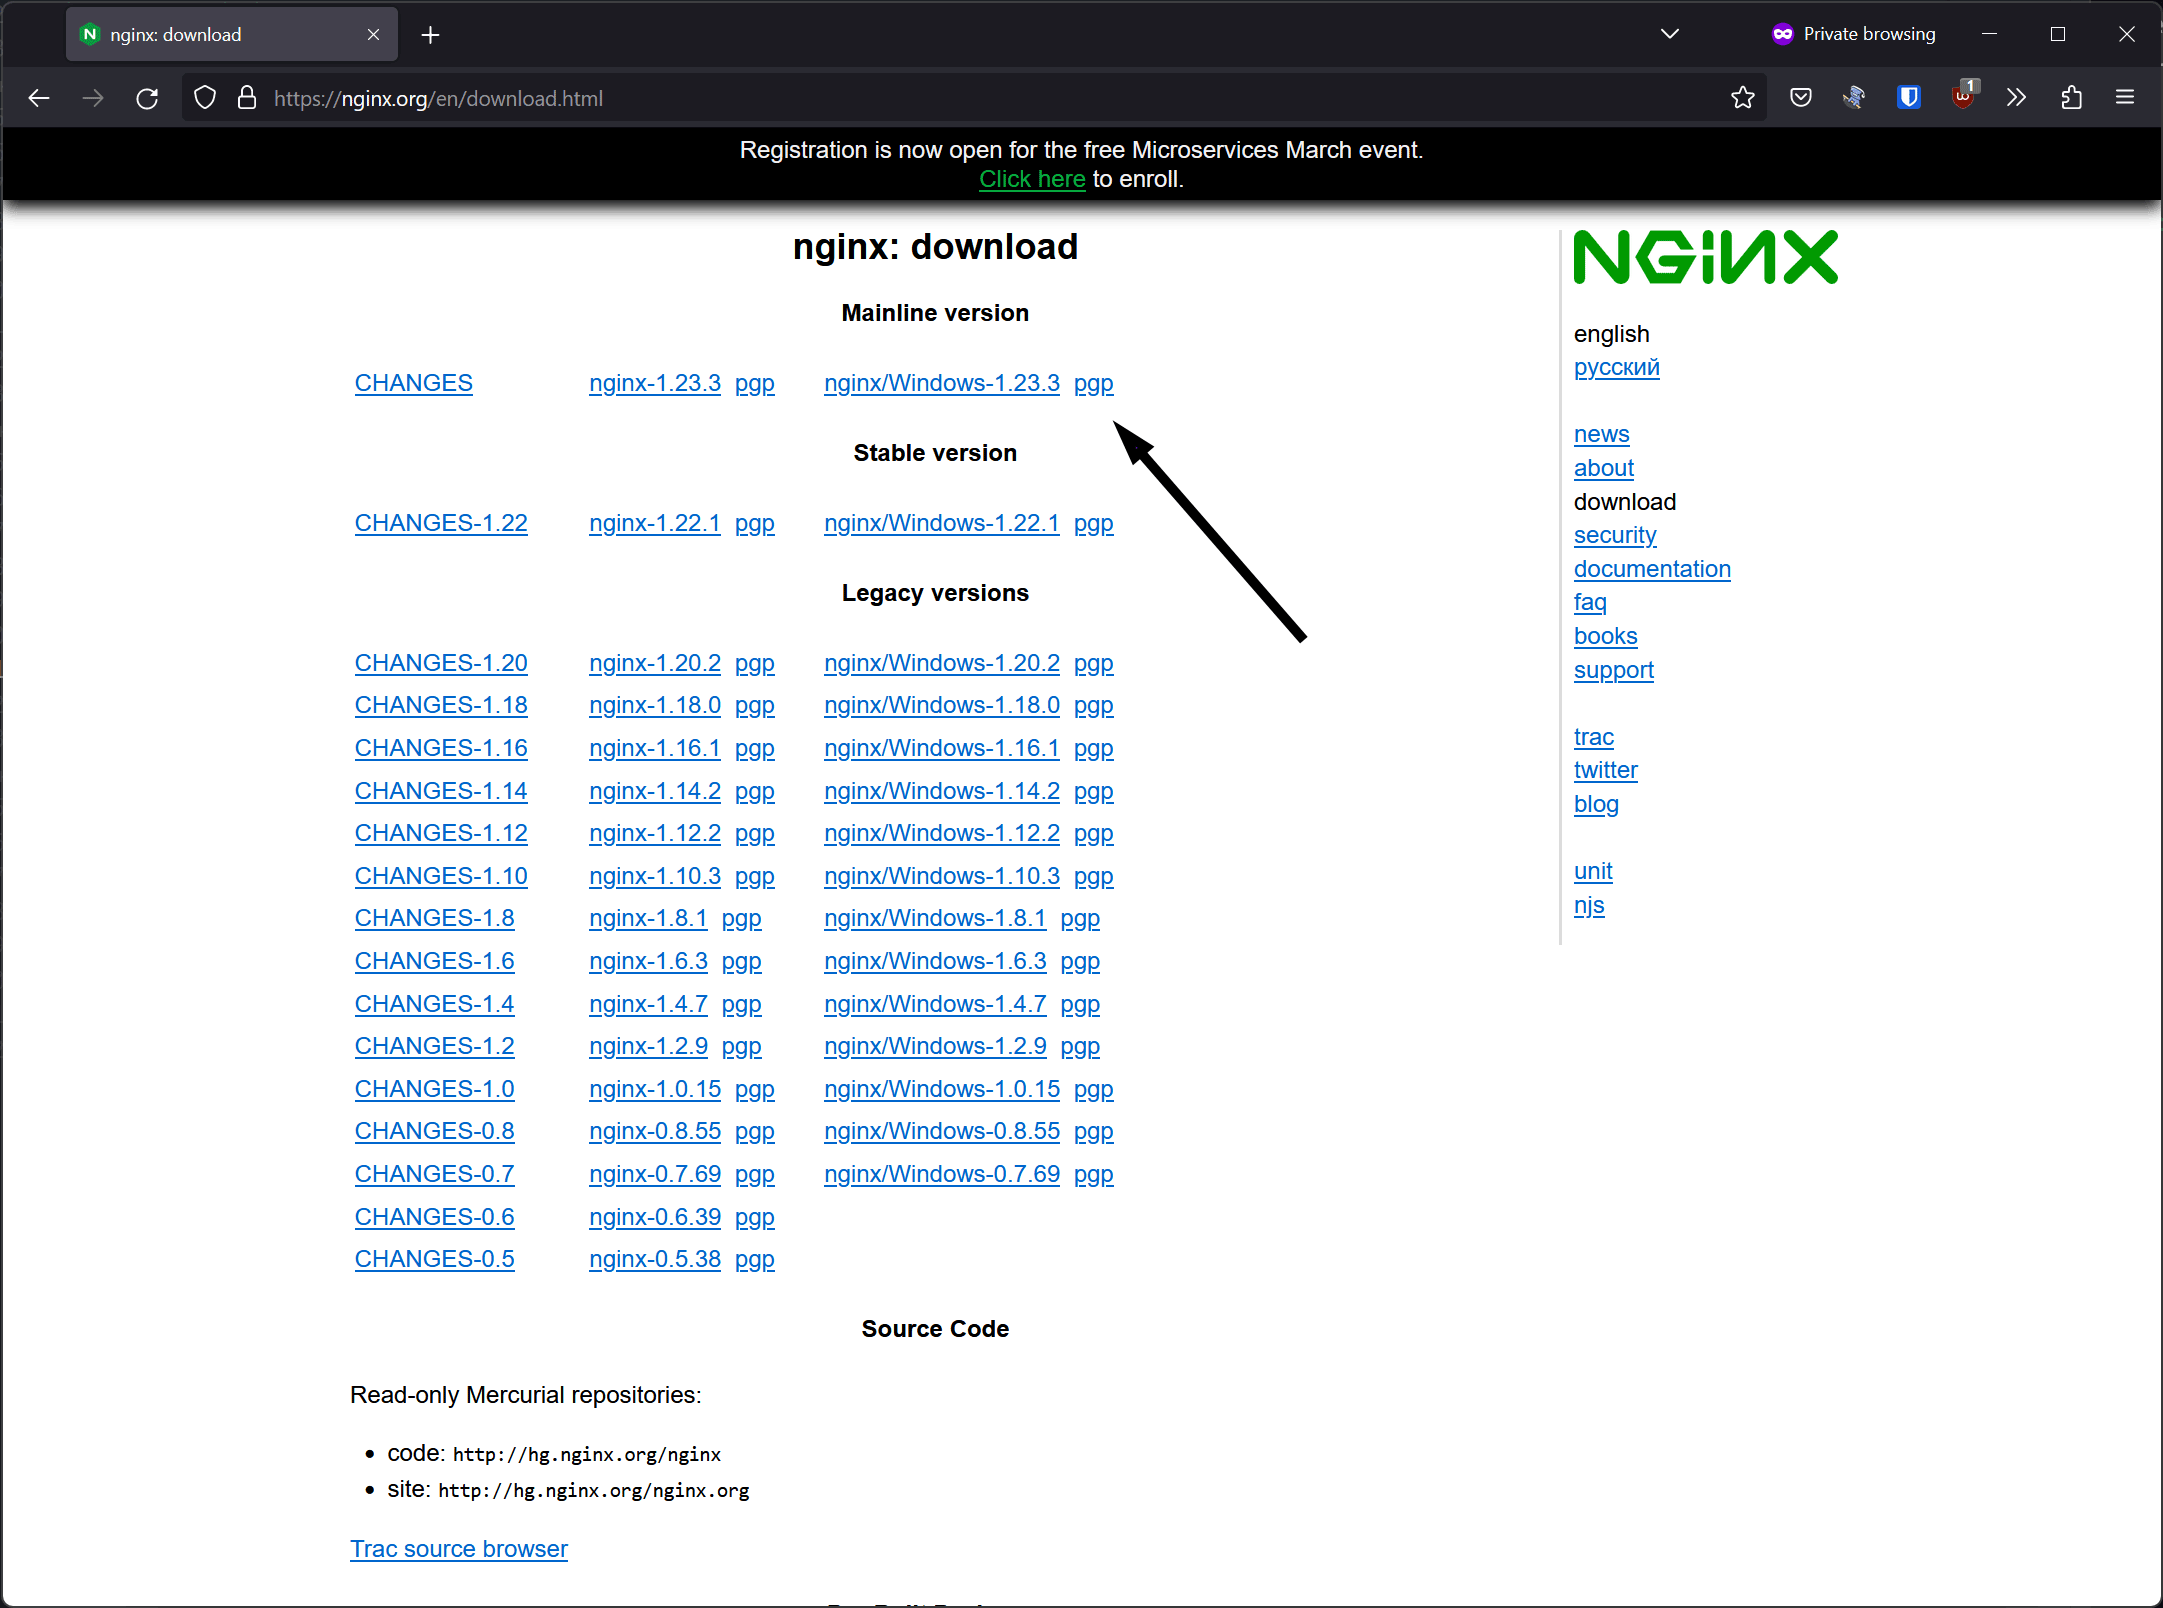 nginx: download
Private browsing
https://nginx.org/en/download.html
1
Registration is now open for the free Microservices March event.
Click here to enroll.
nginx: download
NGINX
Mainline version
CHANGES nginx-1.23.3 pgp nginx/Windows-1.23.3 pgp
Stable version
CHANGES-1.22 nginx-1.22.1 pgp nginx/Windows-1.22.1 pgp
Legacy versions
CHANGES-1.20 nginx-1.20.2 pgp nginx/Windows-1.20.2 pgp
CHANGES-1.18 nginx-1.18.0 pgp nginx/Windows-1.18.0 pgp
CHANGES-1.16 nginx-1.16.1 pgp nginx/Windows-1.16.1 pgp
CHANGES-1.14 nginx-1.14.2 pgp nginx/Windows-1.14.2 pgp
CHANGES-1.12 nginx-1.12.2 pgp nginx/Windows-1.12.2 pgp
CHANGES-1.10 nginx-1.10.3 pgp nginx/Windows-1.10.3 pgp
CHANGES-1.8 nginx-1.8.1 pgp nginx/Windows-1.8.1 pgp
CHANGES-1.6 nginx-1.6.3 pgp nginx/Windows-1.6.3 pgp
CHANGES-1.4 nginx-1.4.7 pgp nginx/Windows-1.4.7 pgp
CHANGES-1.2 nginx-1.2.9 pgp nginx/Windows-1.2.9 pgp
CHANGES-1.0 nginx-1.0.15 pgp nginx/Windows-1.0.15 pgp
CHANGES-0.8 nginx-0.8.55 pgp nginx/Windows-0.8.55 pgp
CHANGES-0.7 nginx-0.7.69 pgp nginx/Windows-0.7.69 pgp
CHANGES-0.6 nginx-0.6.39 pgp
CHANGES-0.5 nginx-0.5.38 pgp
Source Code
Read-only Mercurial repositories:
code: http://hg.nginx.org/nginx
site: http://hg.nginx.org/nginx.org
Trac source browser
english
русский
news
about
download
security
documentation
faq
books
support
trac
twitter
blog
unit
njs